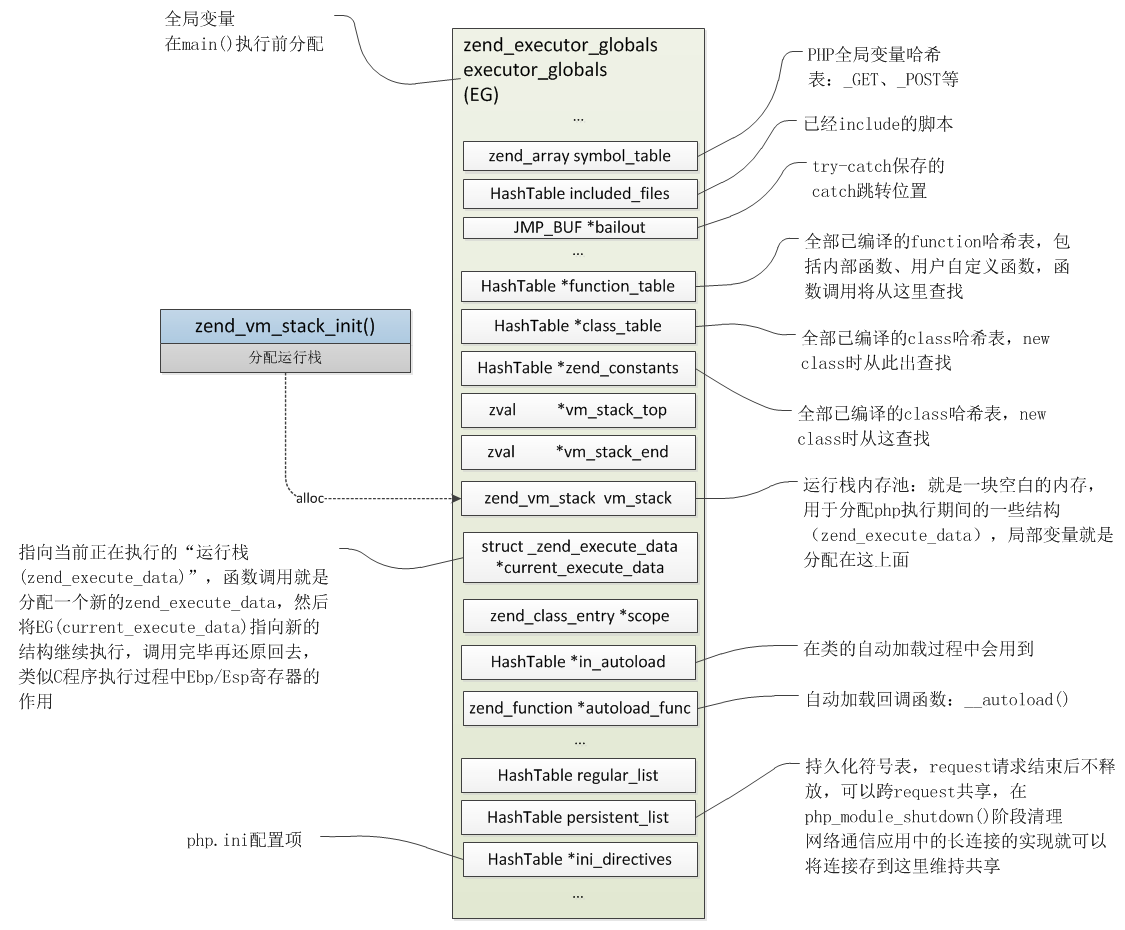 全局变量
在main()执行前分配
zend_executor_globals
executor_globals
(EG)
...
zend_array symbol_table
HashTable included_files
JMP_BUF *bailout
...
HashTable *function_table
HashTable *class_table
HashTable *zend_constants
zval *vm_stack_top
zval *vm_stack_end
zend_vm_stack vm_stack
struct _zend_execute_data
*current_execute_data
zend_class_entry *scope
HashTable *in_autoload
zend_function *autoload_func
...
HashTable regular_list
HashTable persistent_list
HashTable *ini_directives
...
zend_vm_stack_init()
分配运行栈
alloc
指向当前正在执行的“运行栈
(zend_execute_data)”，函数调用就是
分配一个新的zend_execute_data，然后
将EG(current_execute_data)指向新的
结构继续执行，调用完毕再还原回去，
类似C程序执行过程中Ebp/Esp寄存器的
作用
php.ini配置项
PHP全局变量哈希
表：_GET、_POST等
已经include的脚本
try-catch保存的
catch跳转位置
全部已编译的function哈希表，包
括内部函数、用户自定义函数，函
数调用将从这里查找
全部已编译的class哈希表，new
class时从此出查找
全部已编译的class哈希表，new
class时从这查找
运行栈内存池：就是一块空白的内存，
用于分配php执行期间的一些结构
（zend_execute_data），局部变量就是
分配在这上面
在类的自动加载过程中会用到
自动加载回调函数：__autoload()
持久化符号表，request请求结束后不释
放，可以跨request共享，在
php_module_shutdown()阶段清理
网络通信应用中的长连接的实现就可以
将连接存到这里维持共享